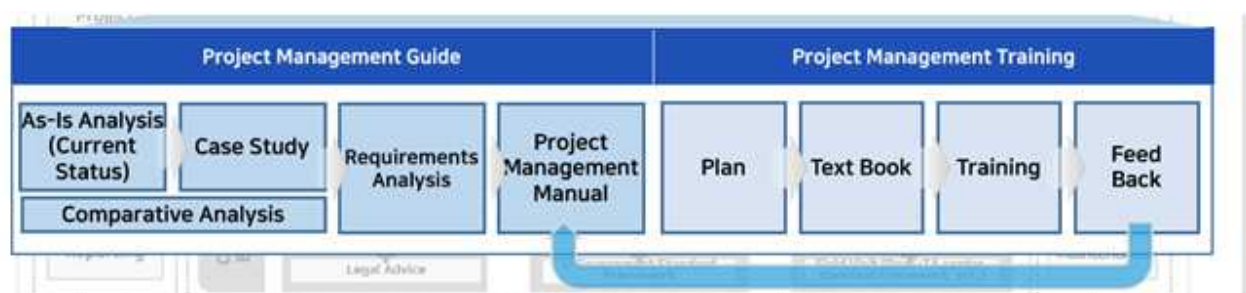 Project Management Guide
Project Management Training
As-Is Analysis
(Current
Status)
Case Study
Comparative Analysis
Requirements
Analysis
Project
Management
Manual
Plan
Text Book
Training
Feed
Back
Legal Advice